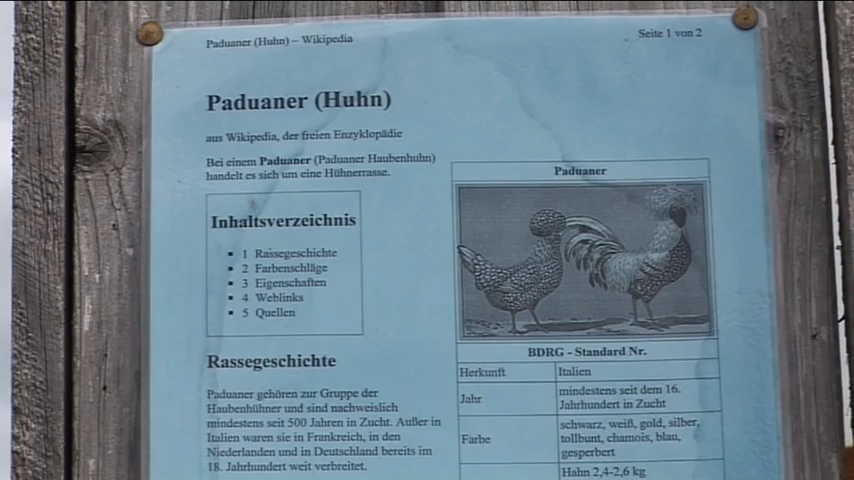 Paduaner (Huhn) – Wikipedia
Seite 1 von 2
Paduaner (Huhn)
aus Wikipedia, der freien Enzyklopädie
Bei einem Paduaner (Paduaner Haubenhuhn)
handelt es sich um eine Hühnerrasse.
Inhaltsverzeichnis
▪ 1 Rassegeschichte
▪ 2 Farbenschläge
▪ 3 Eigenschaften
▪ 4 Weblinks
▪ 5 Quellen
Rassegeschichte
Paduaner gehören zur Gruppe der
Haubenhühner und sind nachweislich
mindestens seit 500 Jahren in Zucht. Außer in
Italien waren sie in Frankreich, in den
Niederlanden und in Deutschland bereits im
18. Jahrhundert weit verbreitet.
Paduaner
BDRG - Standard Nr.
Herkunft Italien
Jahr
mindestens seit dem 16.
Jahrhundert in Zucht
Farbe
schwarz, weiß, gold, silber,
tollbunt, chamois, blau,
gesperbert
Hahn 2,4-2,6 kg